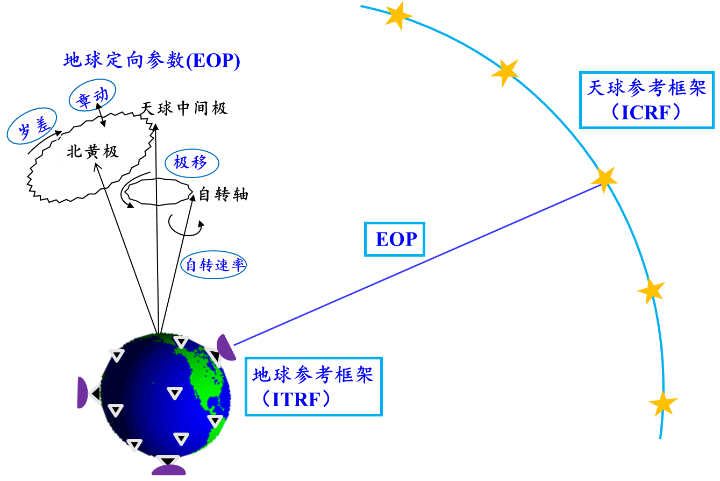 地球定向参数(EOP)
章动
岁差
天球中间极
北黄极
极移
自转轴
自转速率
天球参考框架
（ICRF）
EOP
地球参考框架
（ITRF）